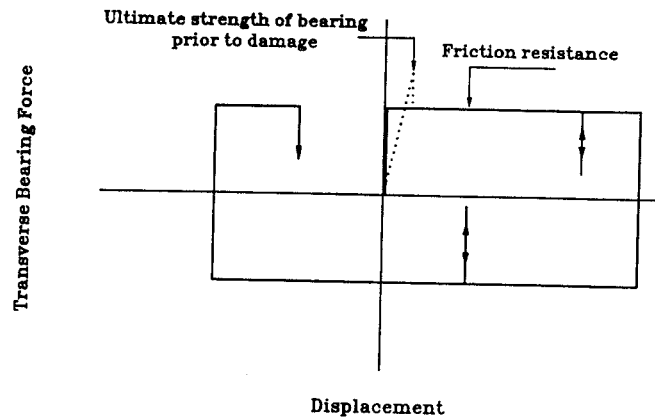 Ultimate strength of bearing
prior to damage
Friction resistance
Transverse Bearing Force
Displacement